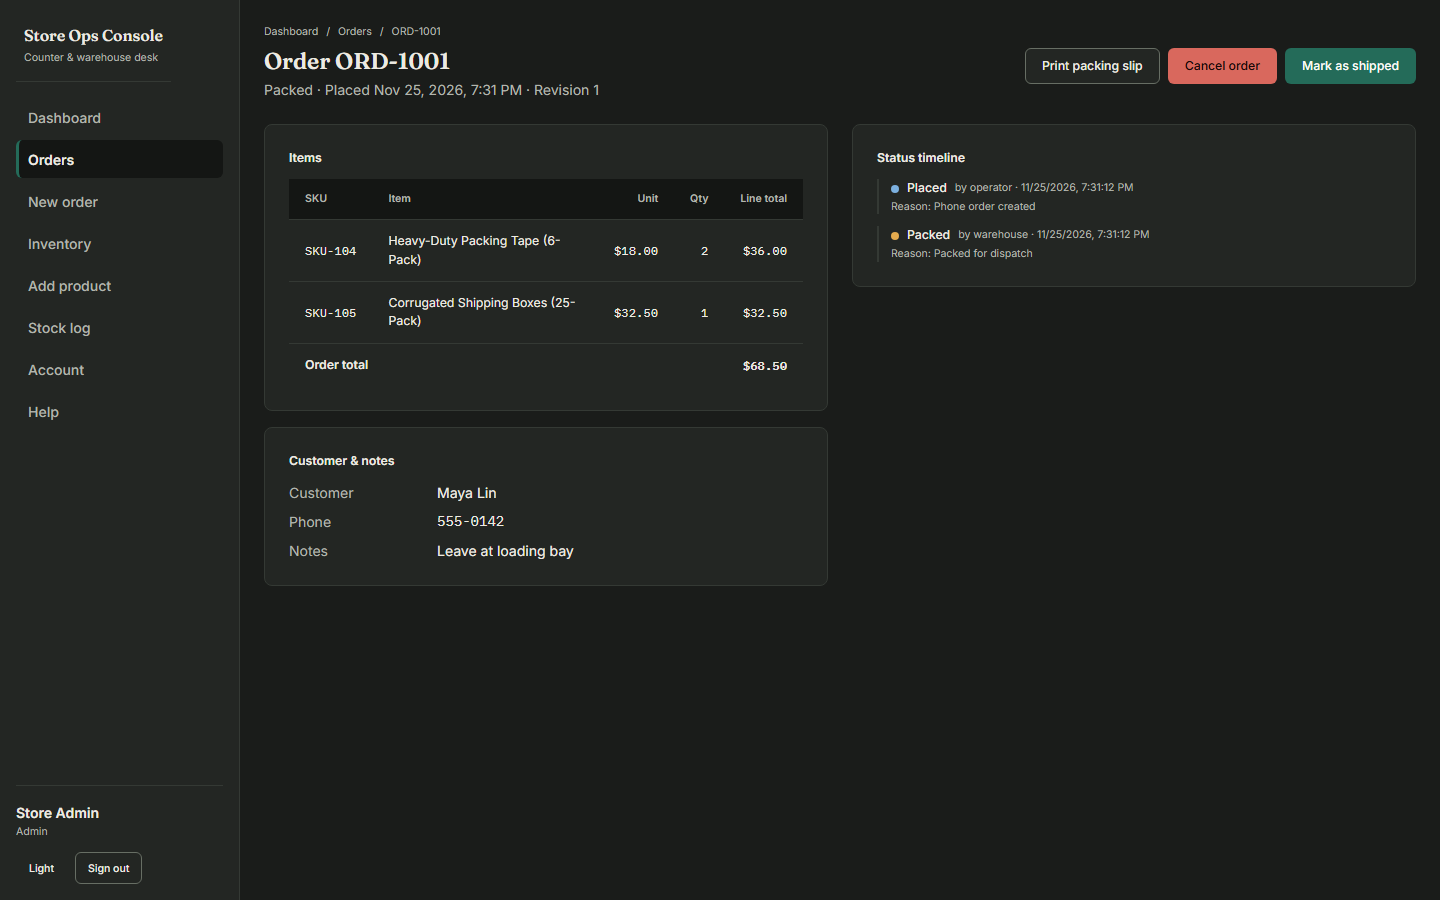 Store Ops Console
Counter & warehouse desk
Dashboard
Orders
New order
Inventory
Add product
Stock log
Account
Help
Store Admin
Admin
Light
Sign out
Dashboard / Orders / ORD-1001
Order ORD-1001
Packed · Placed Nov 25, 2026, 7:31 PM · Revision 1
Print packing slip
Cancel order
Mark as shipped
Items
SKU Item Unit Qty Line total
SKU-104 Heavy-Duty Packing Tape (6- $18.00 2 $36.00
Pack)
SKU-105 Corrugated Shipping Boxes (25- $32.50 1 $32.50
Pack)
Order total $68.50
Customer & notes
Customer Maya Lin
Phone 555-0142
Notes Leave at loading bay
Status timeline
Placed by operator · 11/25/2026, 7:31:12 PM
Reason: Phone order created
Packed by warehouse · 11/25/2026, 7:31:12 PM
Reason: Packed for dispatch